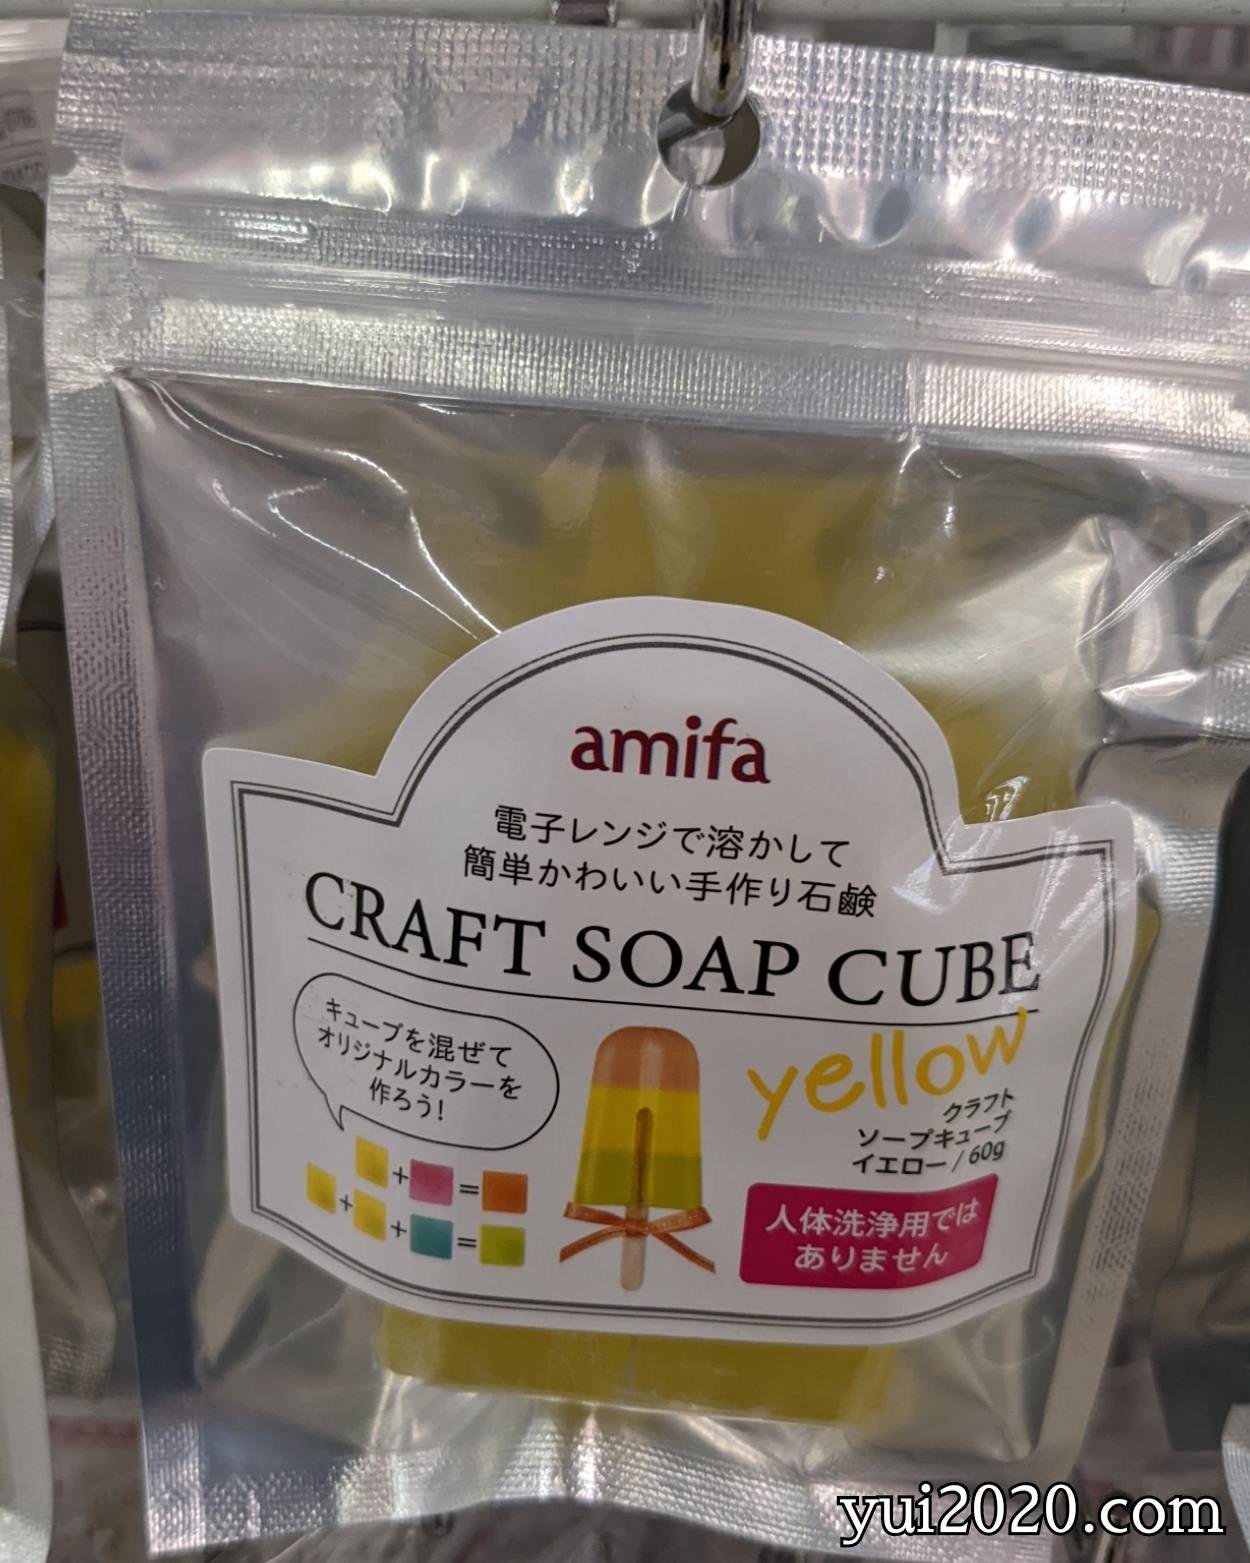 amifa
電子レンジで溶かして
簡単かわいい手作り石鹸
CRAFT SOAP CUBE
yellow
キューブを混ぜて
オリジナルカラーを
作ろう!
クラフト
ソープキューブ
イエロー / 60g
+ =
+ + =
人体洗浄用では
ありません
yui2020.com